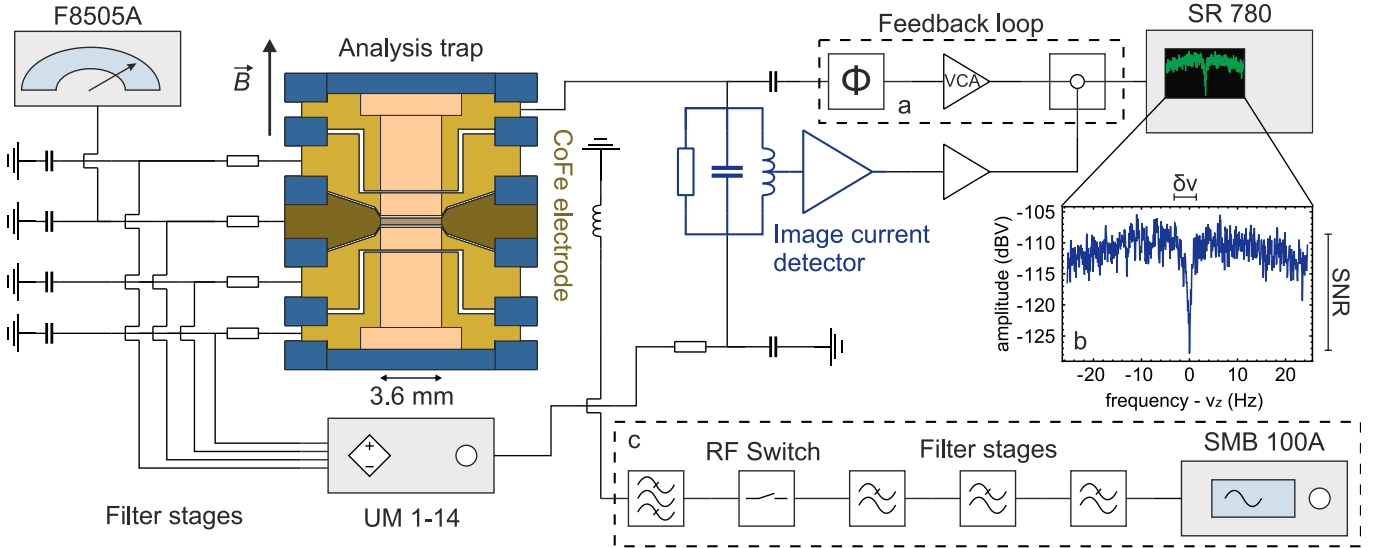 F8505A
Analysis trap
B
Feedback loop
SR 780
Φ
VCA
a
CoFe electrode
Image current
detector
δν
-105
-110
-115
-120
-125
amplitude (dBV)
b
SNR
-20 -10 0 10 20
frequency - νz (Hz)
3.6 mm
+
−
UM 1-14
Filter stages
c
RF Switch
Filter stages
SMB 100A